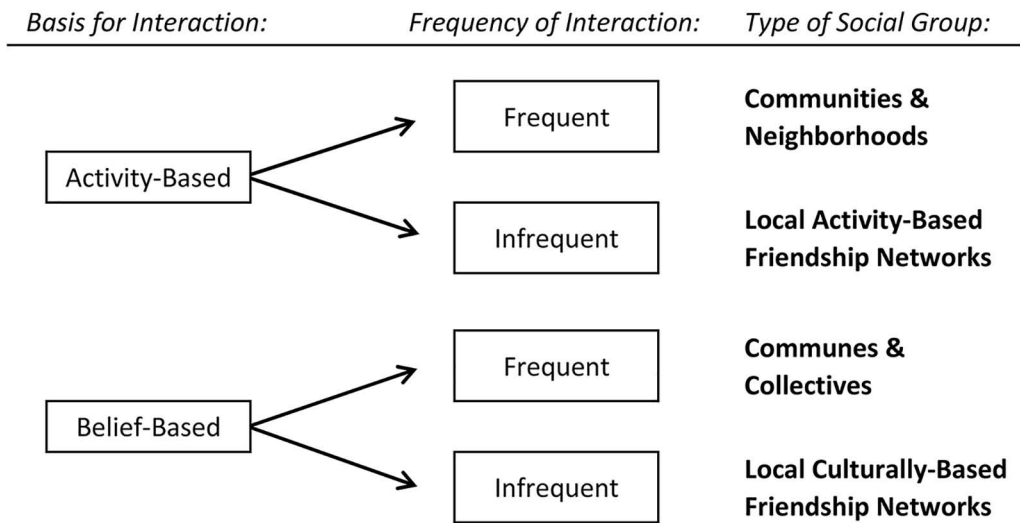 Basis for Interaction: Frequency of Interaction: Type of Social Group:
Activity-Based
Frequent
Communities &
Neighborhoods
Infrequent
Local Activity-Based
Friendship Networks
Belief-Based
Frequent
Communes &
Collectives
Infrequent
Local Culturally-Based
Friendship Networks